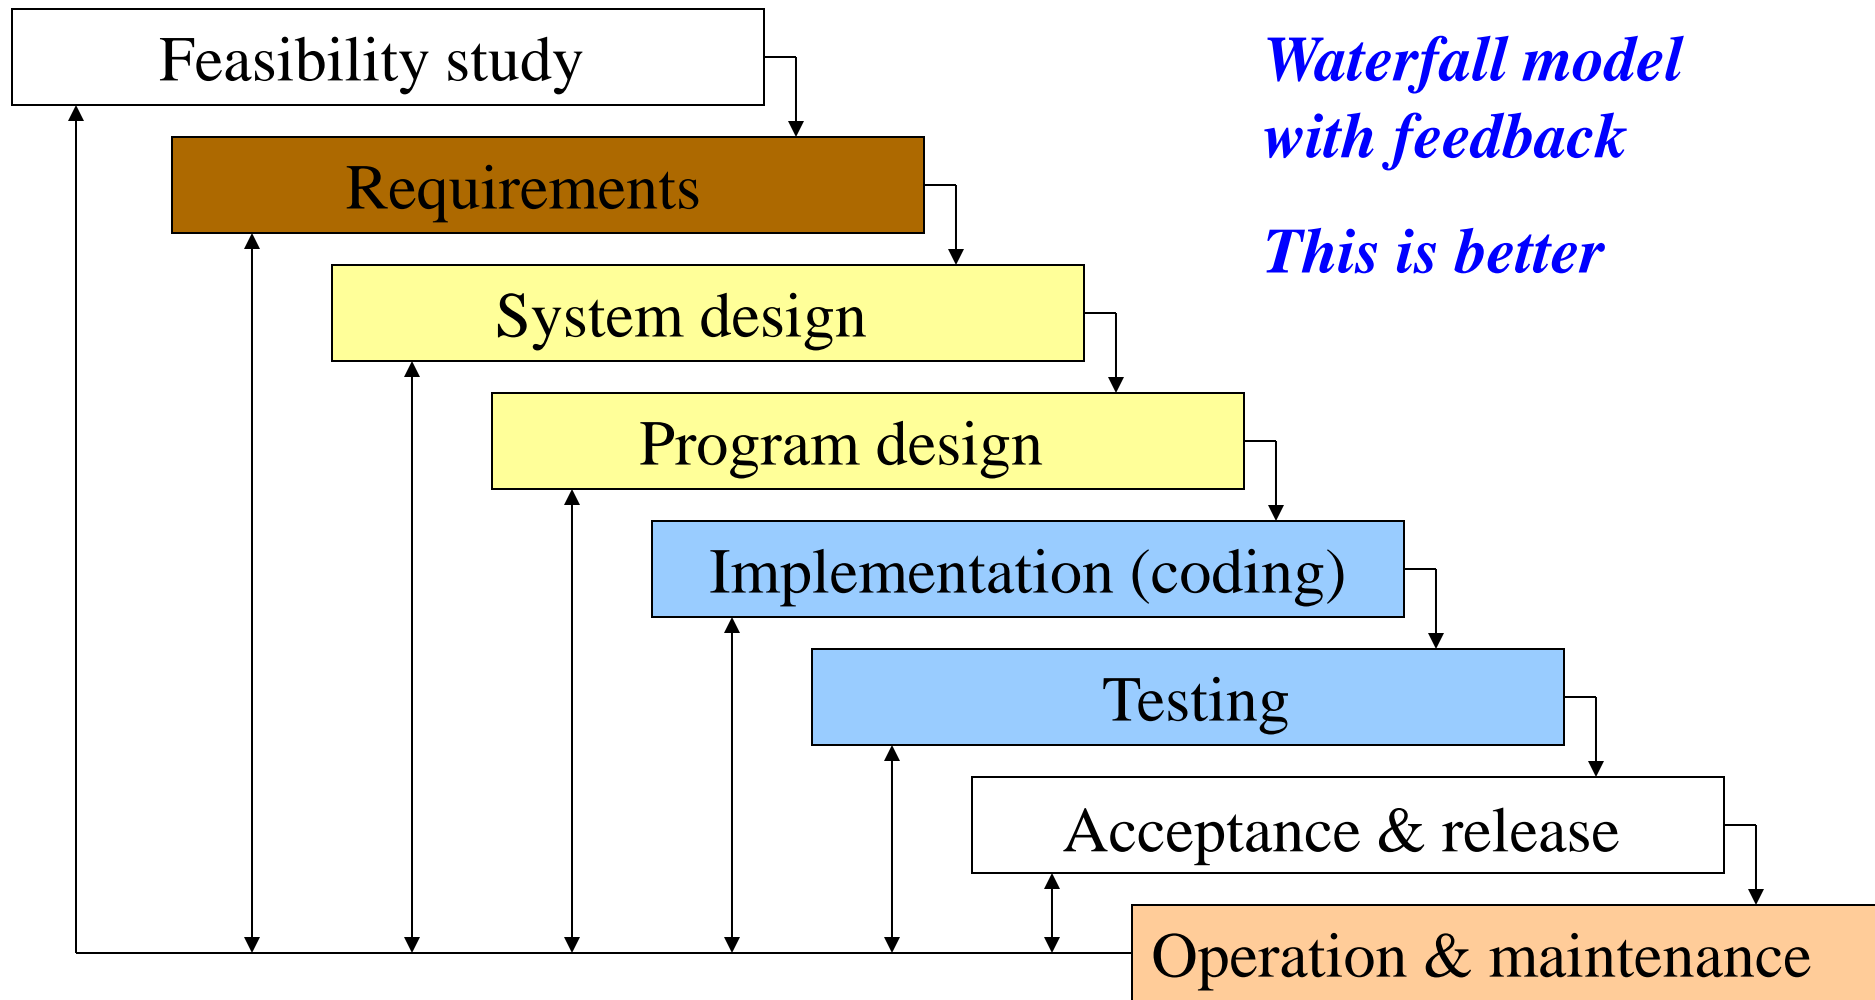 Feasibility study
Waterfall model
with feedback
Requirements
This is better
System design
Program design
Implementation (coding)
Testing
Acceptance & release
Operation & maintenance